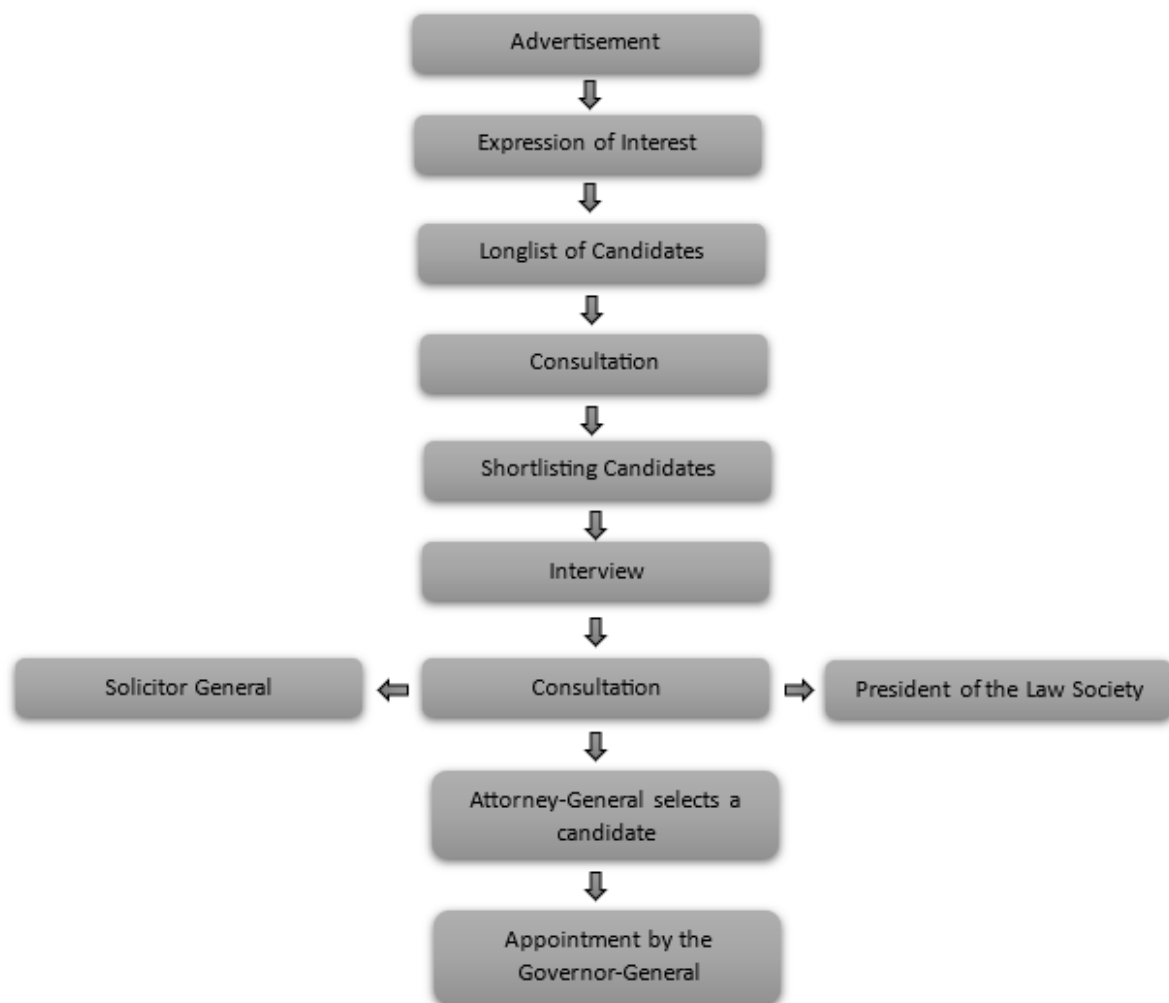 Advertisement
Expression of Interest
Longlist of Candidates
Consultation
Shortlisting Candidates
Interview
Solicitor General
Consultation
President of the Law Society
Attorney-General selects a
candidate
Appointment by the
Governor-General